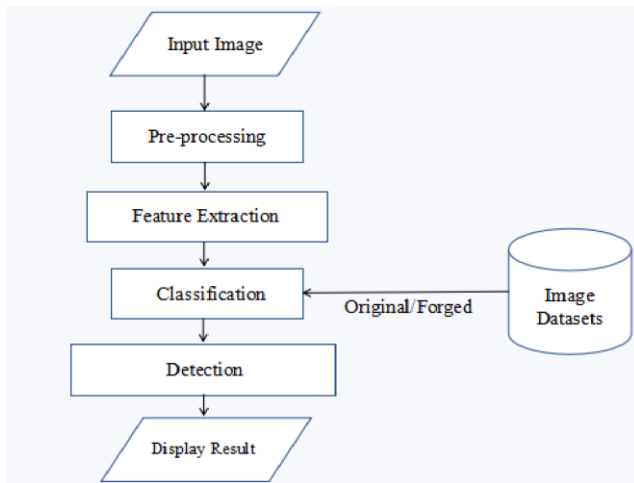 Input Image
Pre-processing
Feature Extraction
Classification
Original/Forged
Image
Datasets
Detection
Display Result